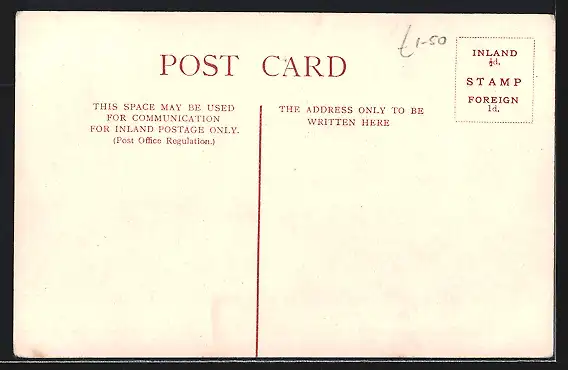 £1-50
POST CARD
INLAND
½d.
STAMP
FOREIGN
1d.
THIS SPACE MAY BE USED
FOR COMMUNICATION
FOR INLAND POSTAGE ONLY.
(Post Office Regulation.)
THE ADDRESS ONLY TO BE
WRITTEN HERE